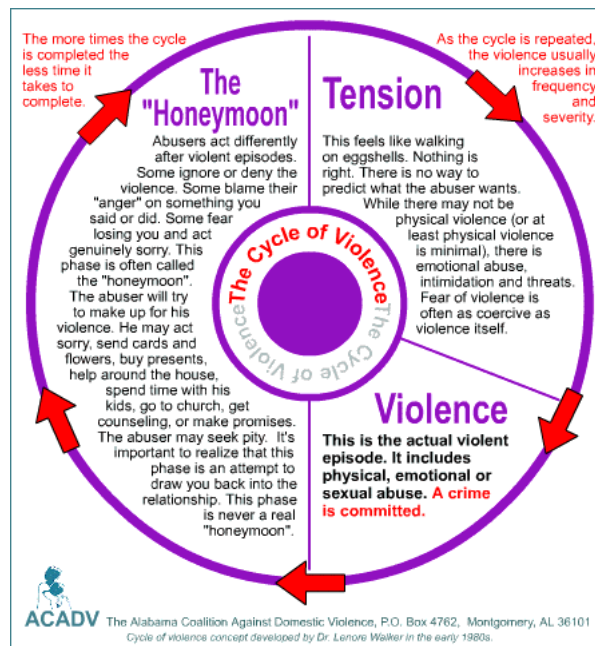 The more times the cycle
is completed the
less time it
takes to
complete.
As the cycle is repeated,
the violence usually
increases in
frequency
and
severity.
The
"Honeymoon"
Abusers act differently
after violent episodes.
Some ignore or deny the
violence. Some blame their
"anger" on something you
said or did. Some fear
losing you and act
genuinely sorry. This
phase is often called
the "honeymoon".
The abuser will try
to make up for his
violence. He may act
sorry, send cards and
flowers, buy presents,
help around the house,
spend time with his
kids, go to church, get
counseling, or make promises.
The abuser may seek pity. It's
important to realize that this
phase is an attempt to
draw you back into the
relationship. This phase
is never a real
"honeymoon".
Tension
This feels like walking
on eggshells. Nothing is
right. There is no way to
predict what the abuser wants.
While there may not be
physical violence (or at
least physical violence
is minimal), there is
emotional abuse,
intimidation and threats.
Fear of violence is
often as coercive as
violence itself.
The Cycle of Violence
The Cycle of Violence
Violence
This is the actual violent
episode. It includes
physical, emotional or
sexual abuse. A crime
is committed.
ACADV The Alabama Coalition Against Domestic Violence, P.O. Box 4762, Montgomery, AL 36101
Cycle of violence concept developed by Dr. Lenore Walker in the early 1980s.